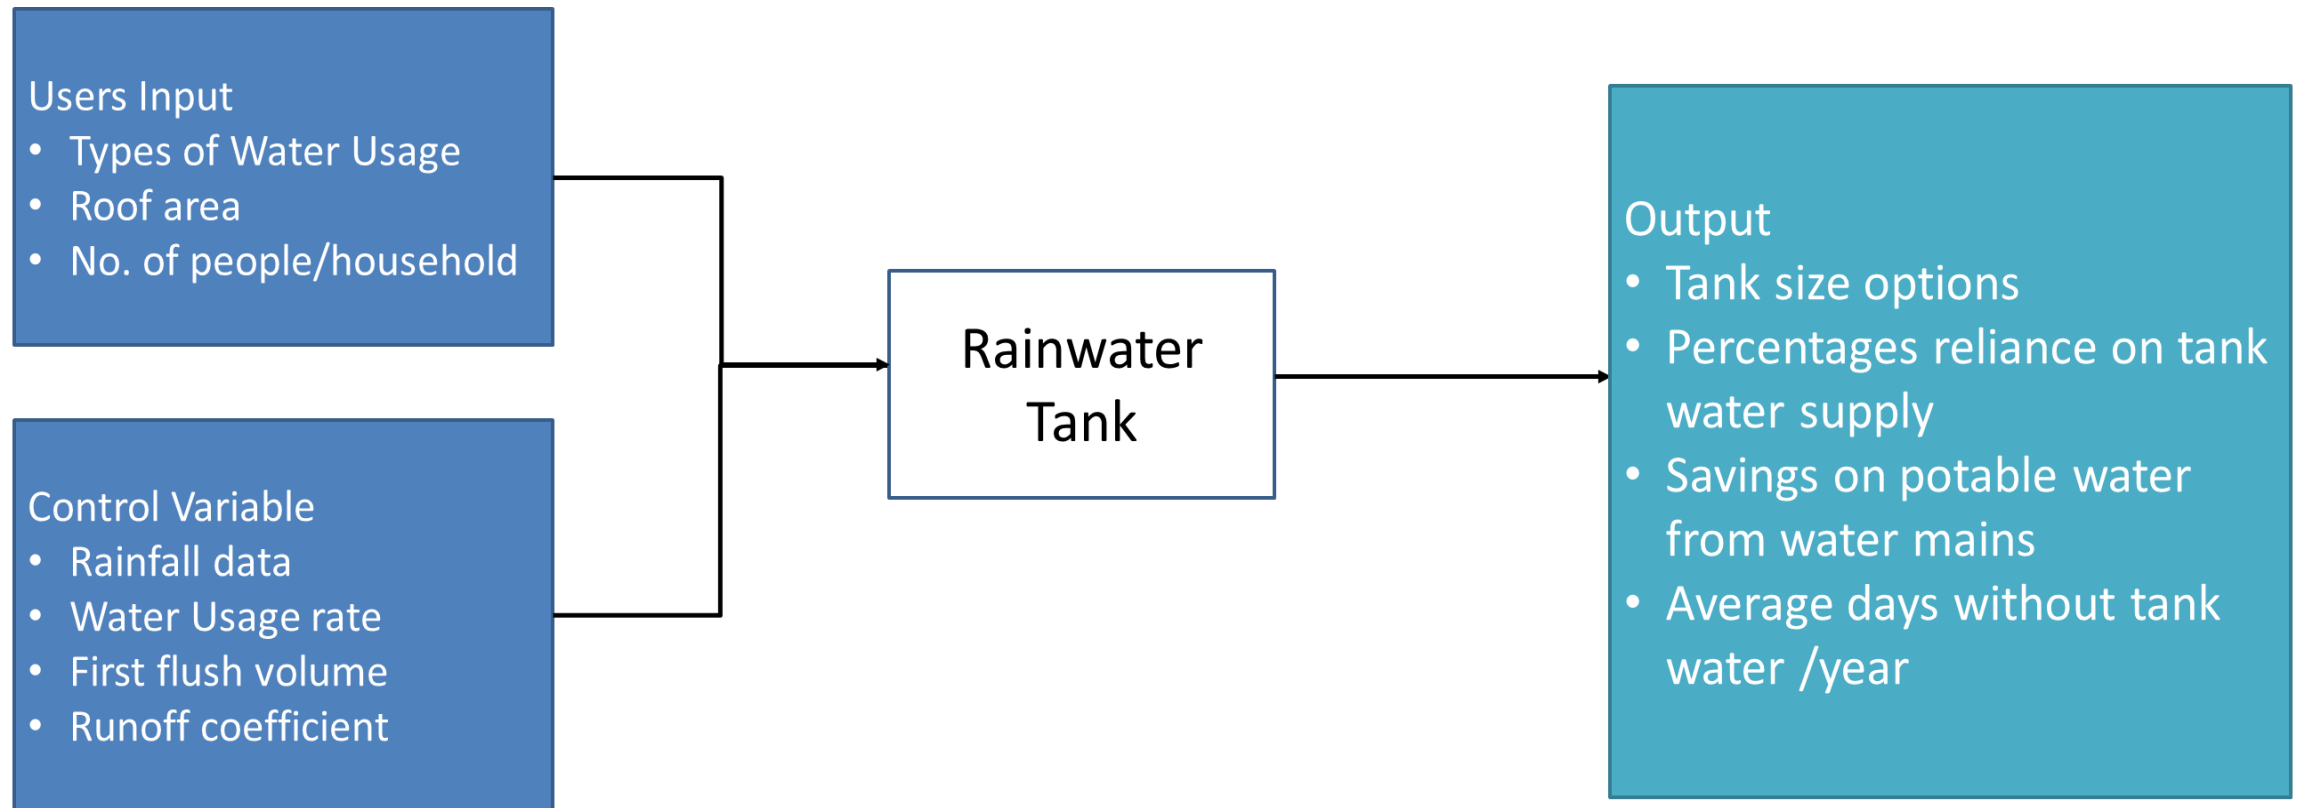 Users Input
• Types of Water Usage
• Roof area
• No. of people/household
Control Variable
• Rainfall data
• Water Usage rate
• First flush volume
• Runoff coefficient
Rainwater
Tank
Output
• Tank size options
• Percentages reliance on tank
water supply
• Savings on potable water
from water mains
• Average days without tank
water /year